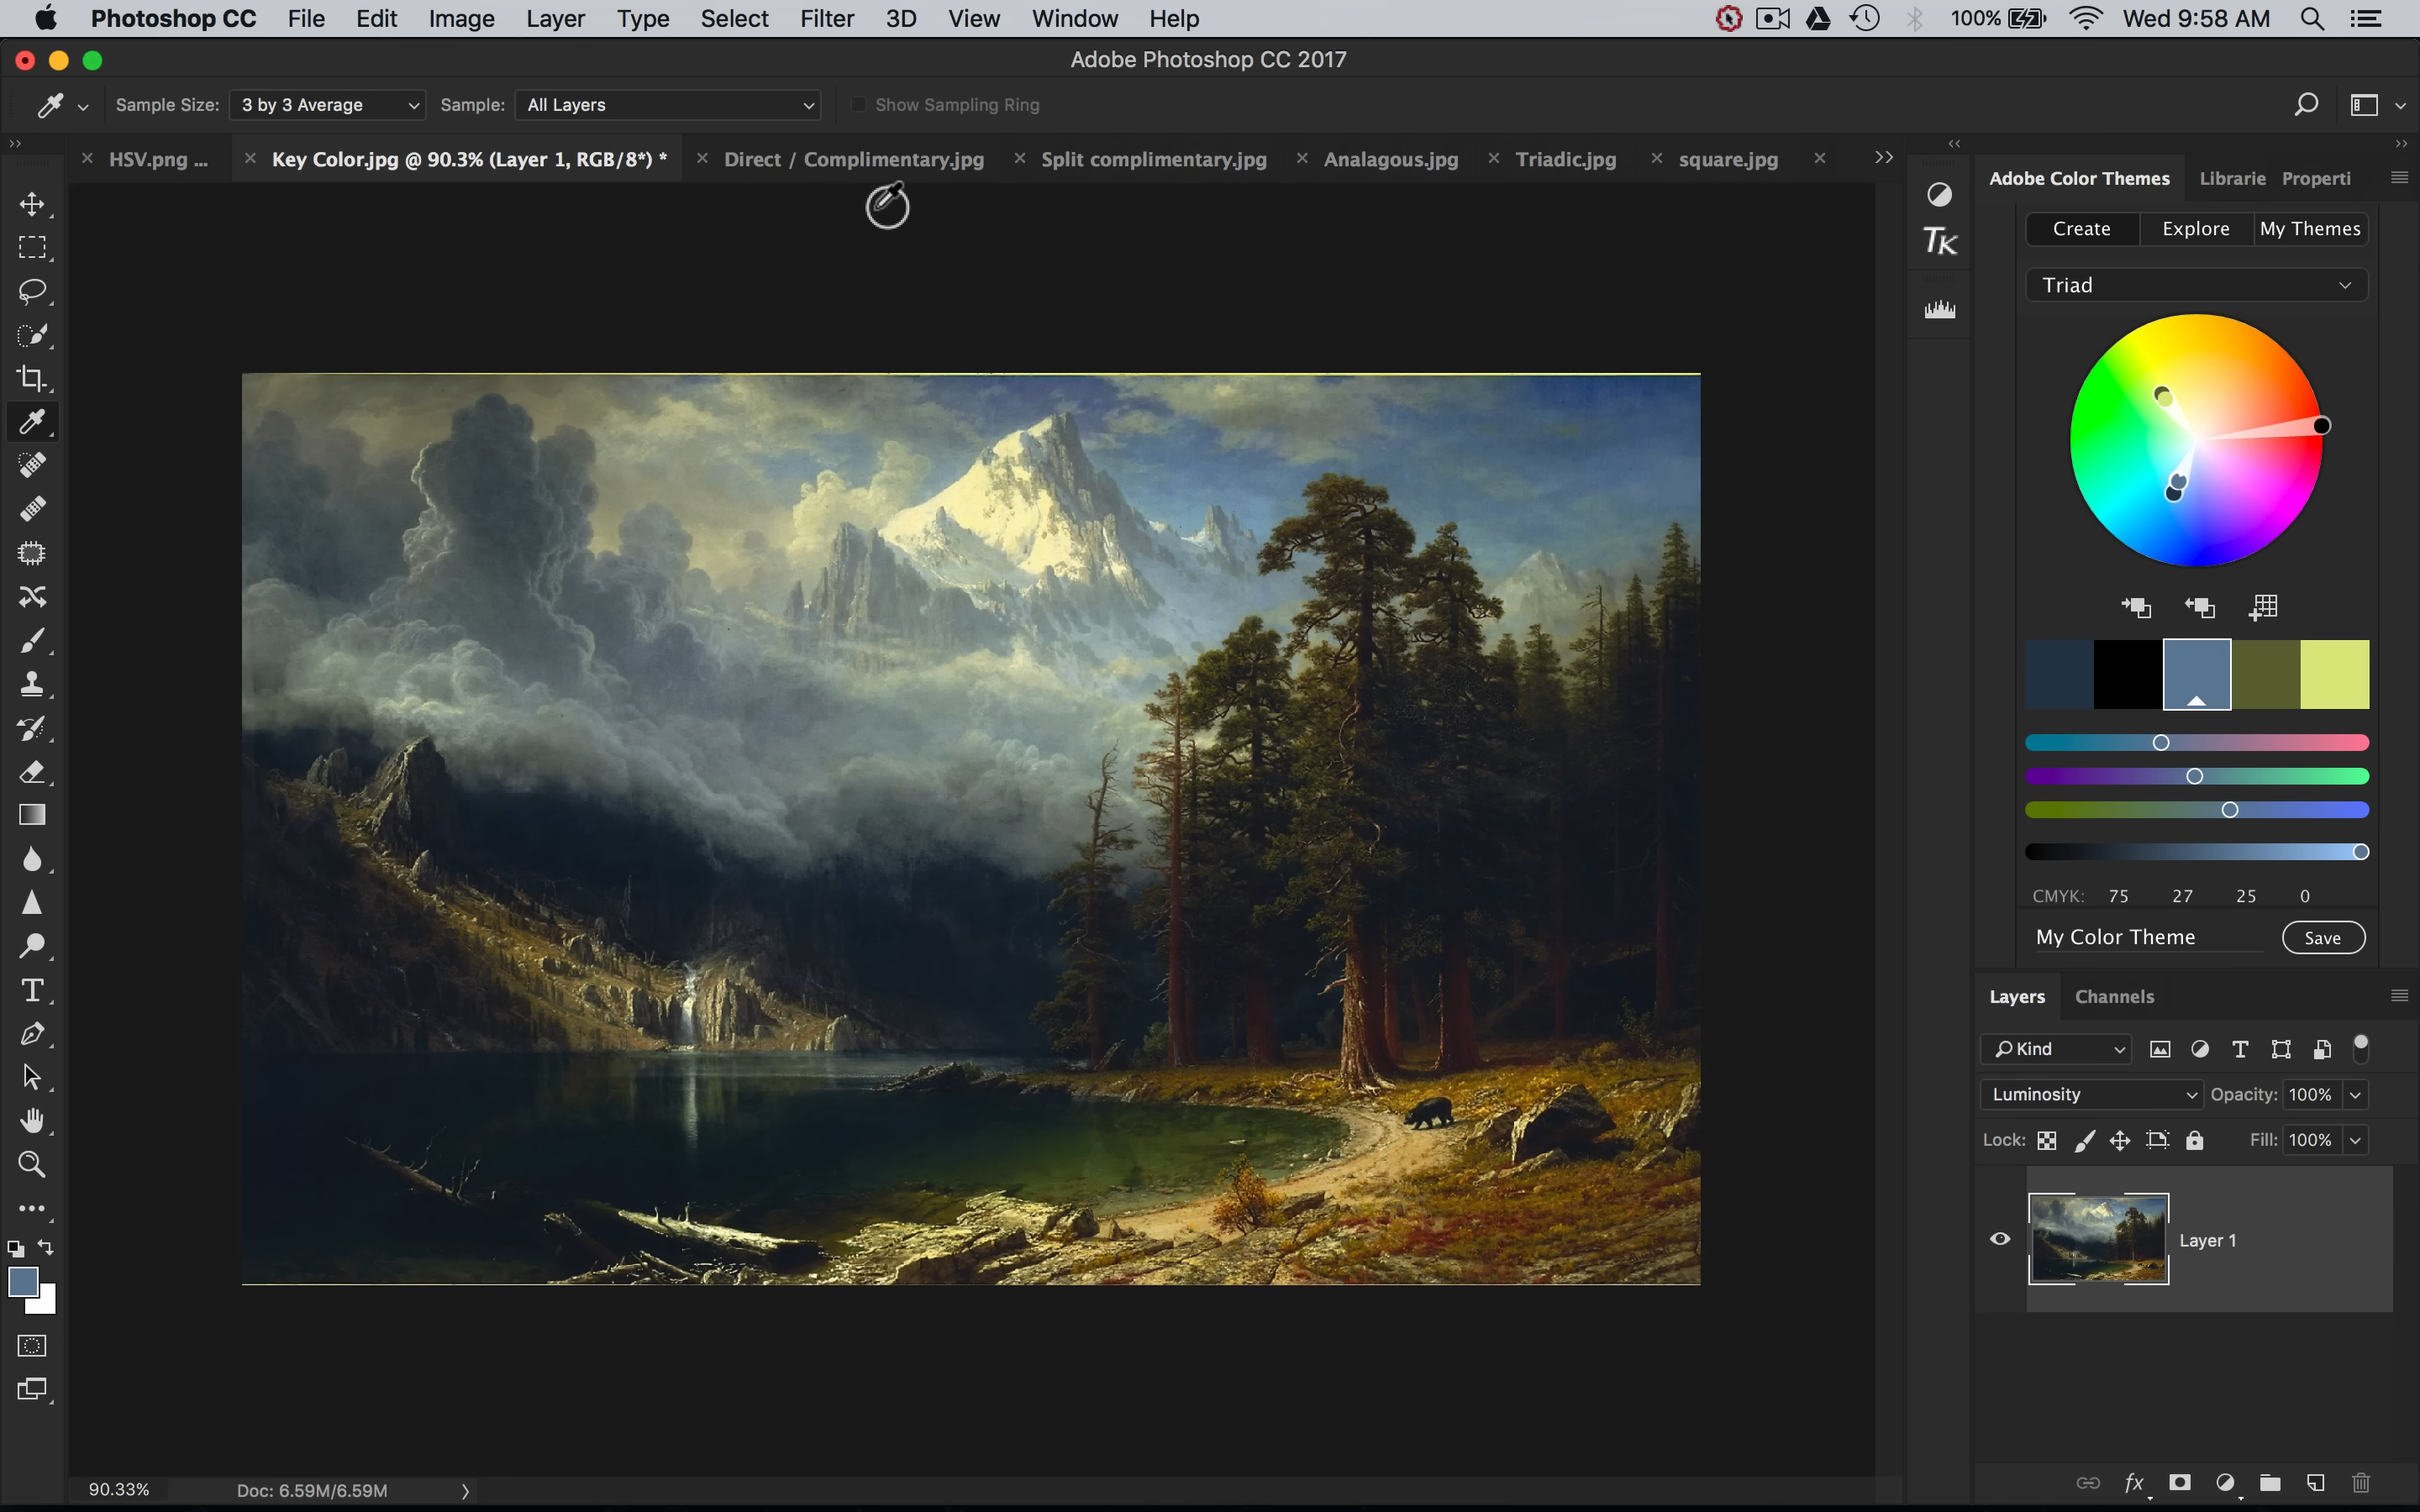 Photoshop CC File Edit Image Layer Type Select Filter 3D View Window Help 100% Wed 9:58 AM
Adobe Photoshop CC 2017
Sample Size: 3 by 3 Average Sample: All Layers Show Sampling Ring
HSV.png ... Key Color.jpg @ 90.3% (Layer 1, RGB/8*) * Direct / Complimentary.jpg Split complimentary.jpg Analagous.jpg Triadic.jpg square.jpg
Adobe Color Themes Librarie Properti
Create Explore My Themes
TK
Triad
CMYK: 75 27 25 0
My Color Theme Save
Layers Channels
Kind
Luminosity Opacity: 100%
Lock: Fill: 100%
Layer 1
fx
90.33% Doc: 6.59M/6.59M